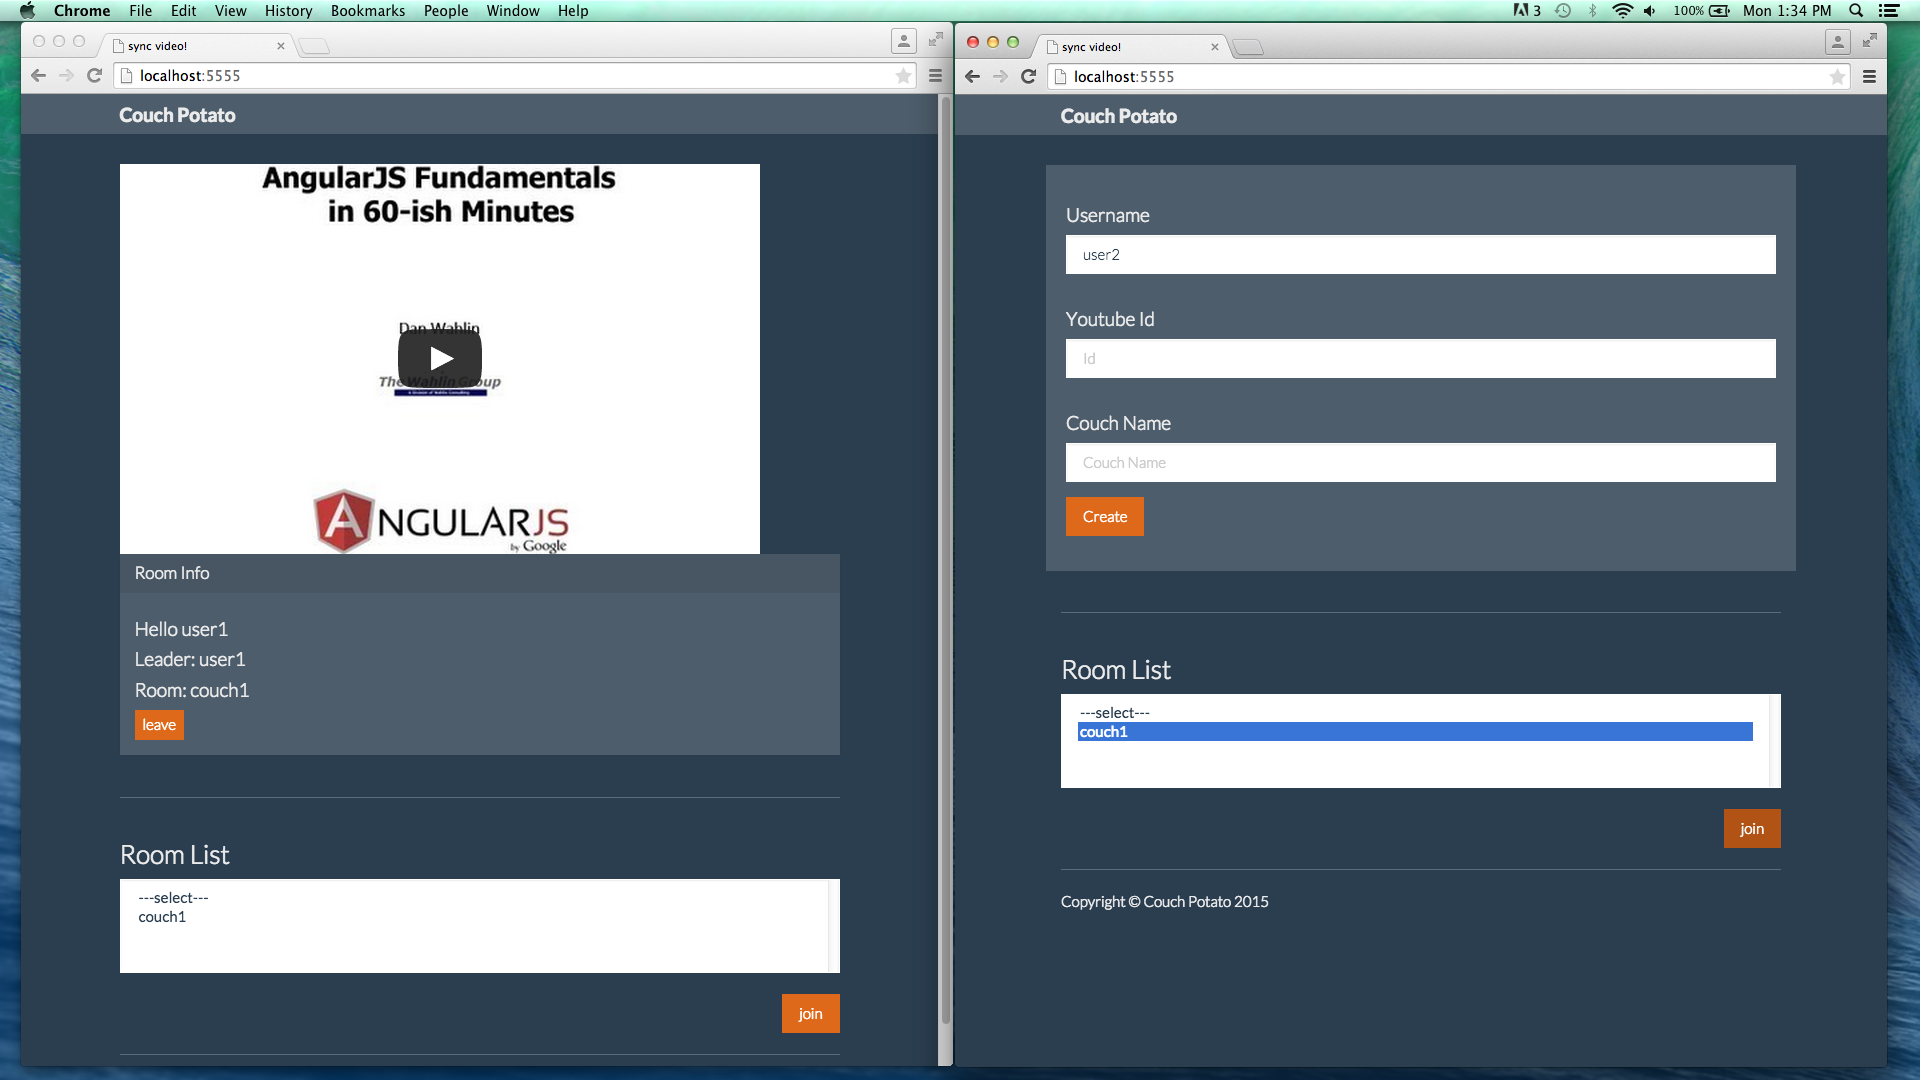 Chrome File Edit View History Bookmarks People Window Help
3 100% Mon 1:34 PM
sync video!
localhost:5555
Couch Potato
AngularJS Fundamentals
in 60-ish Minutes
Dan Wahlin
The Wahlin Group
ANGULARJS
by Google
Room Info
Hello user1
Leader: user1
Room: couch1
leave
Room List
---select---
couch1
join
sync video!
localhost:5555
Couch Potato
Username
user2
Youtube Id
Id
Couch Name
Couch Name
Create
Room List
---select---
couch1
join
Copyright © Couch Potato 2015